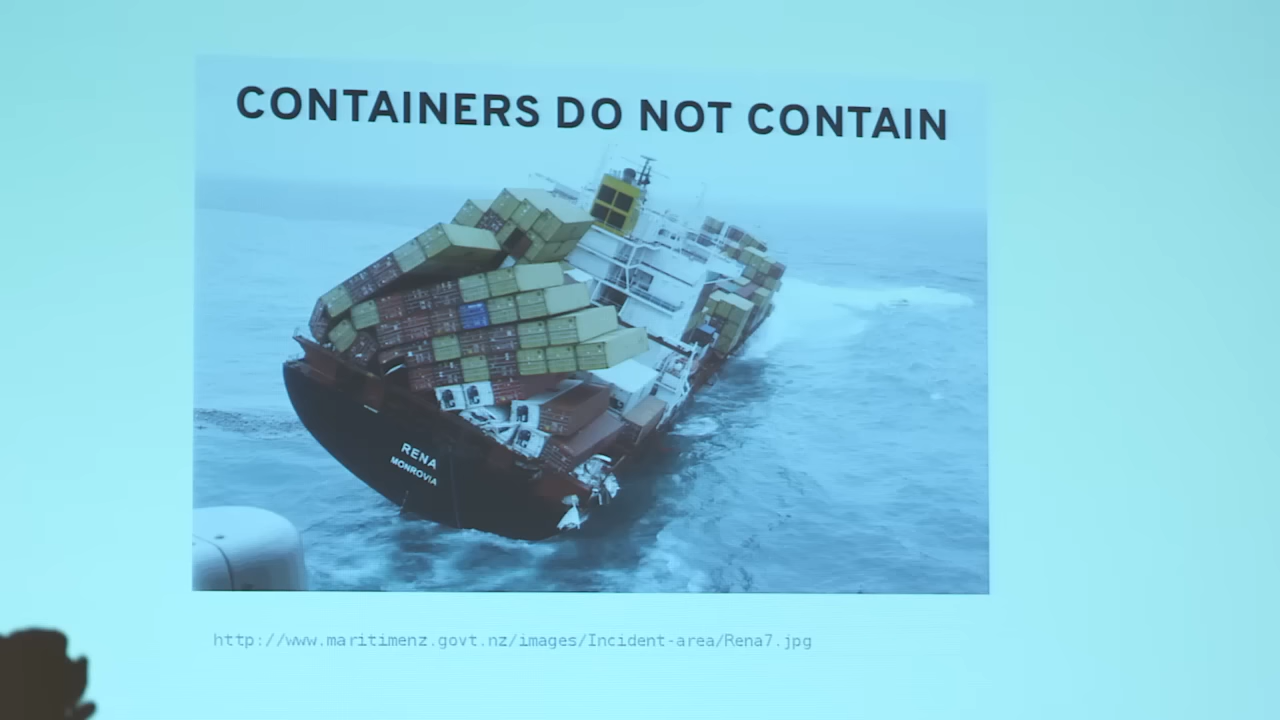 CONTAINERS DO NOT CONTAIN
RENA
MONROVIA
http://www.maritimenz.govt.nz/images/Incident-area/Rena7.jpg